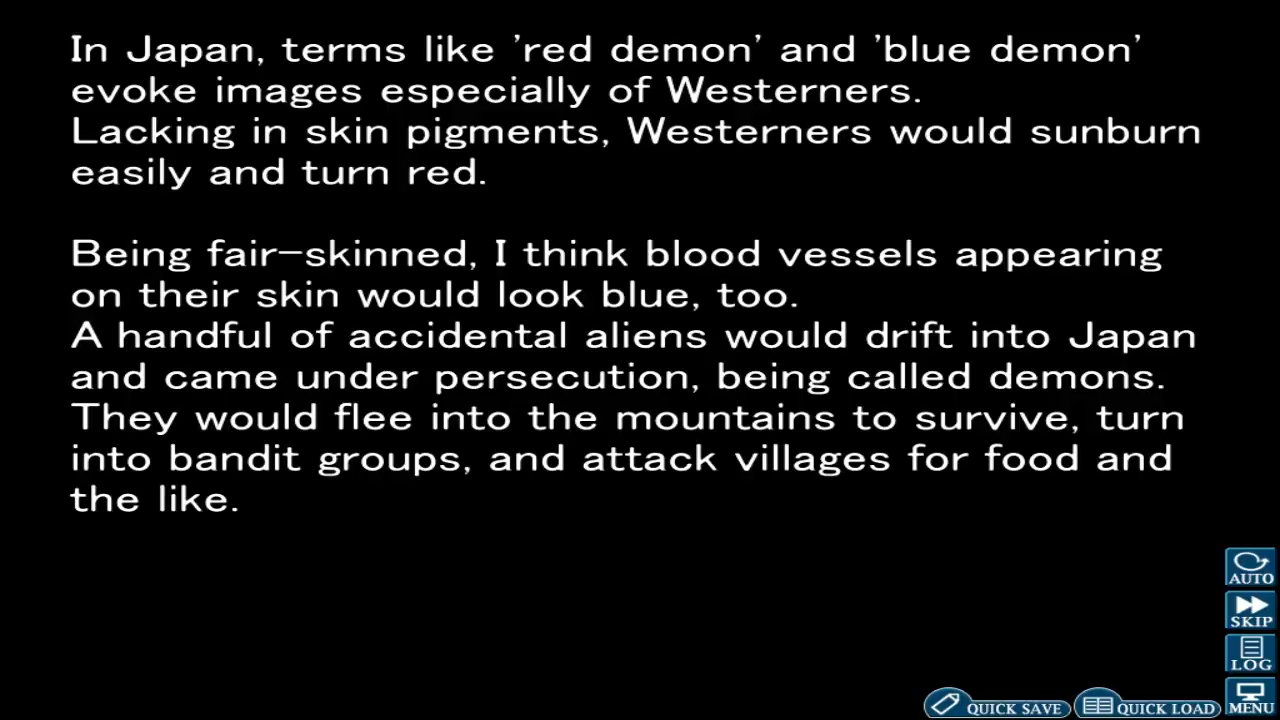 In Japan, terms like 'red demon' and 'blue demon'
evoke images especially of Westerners.
Lacking in skin pigments, Westerners would sunburn
easily and turn red.
Being fair-skinned, I think blood vessels appearing
on their skin would look blue, too.
A handful of accidental aliens would drift into Japan
and came under persecution, being called demons.
They would flee into the mountains to survive, turn
into bandit groups, and attack villages for food and
the like.
AUTO
SKIP
LOG
QUICK SAVE
QUICK LOAD
MENU